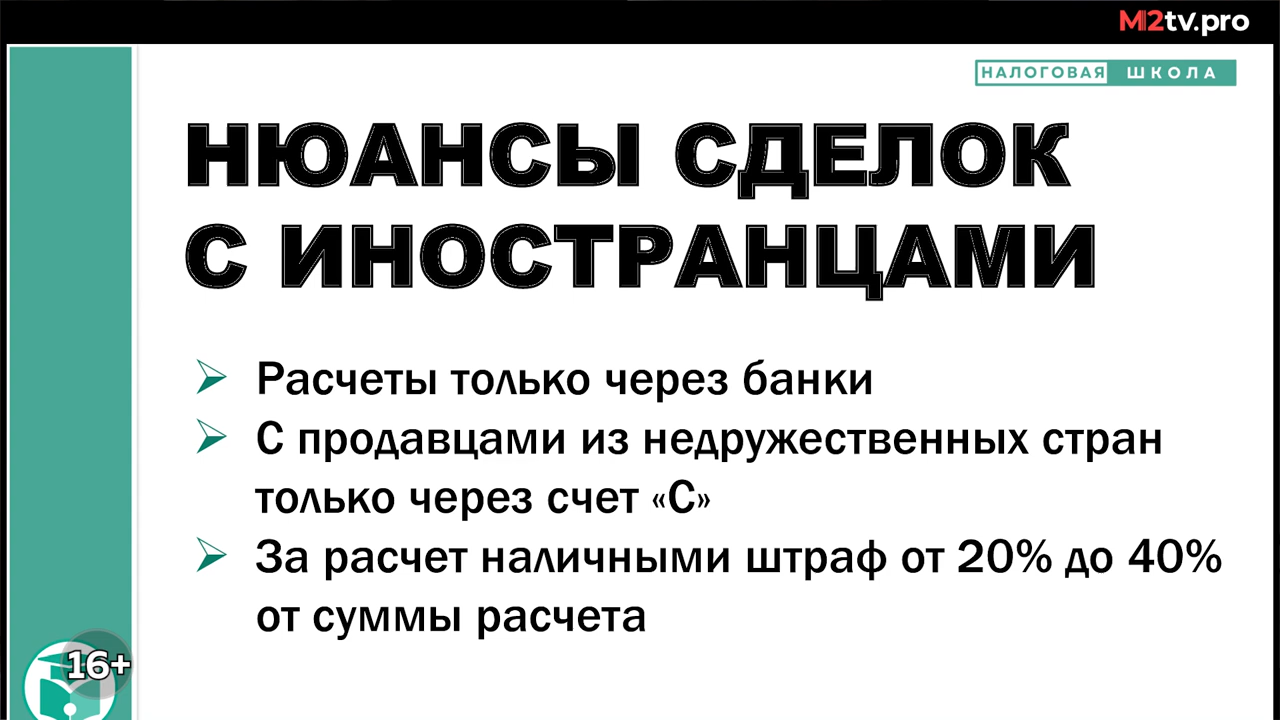 M2tv.pro
НАЛОГОВАЯ ШКОЛА
НЮАНСЫ СДЕЛОК
С ИНОСТРАНЦАМИ
Расчеты только через банки
С продавцами из недружественных стран
только через счет «С»
За расчет наличными штраф от 20% до 40%
от суммы расчета
16+